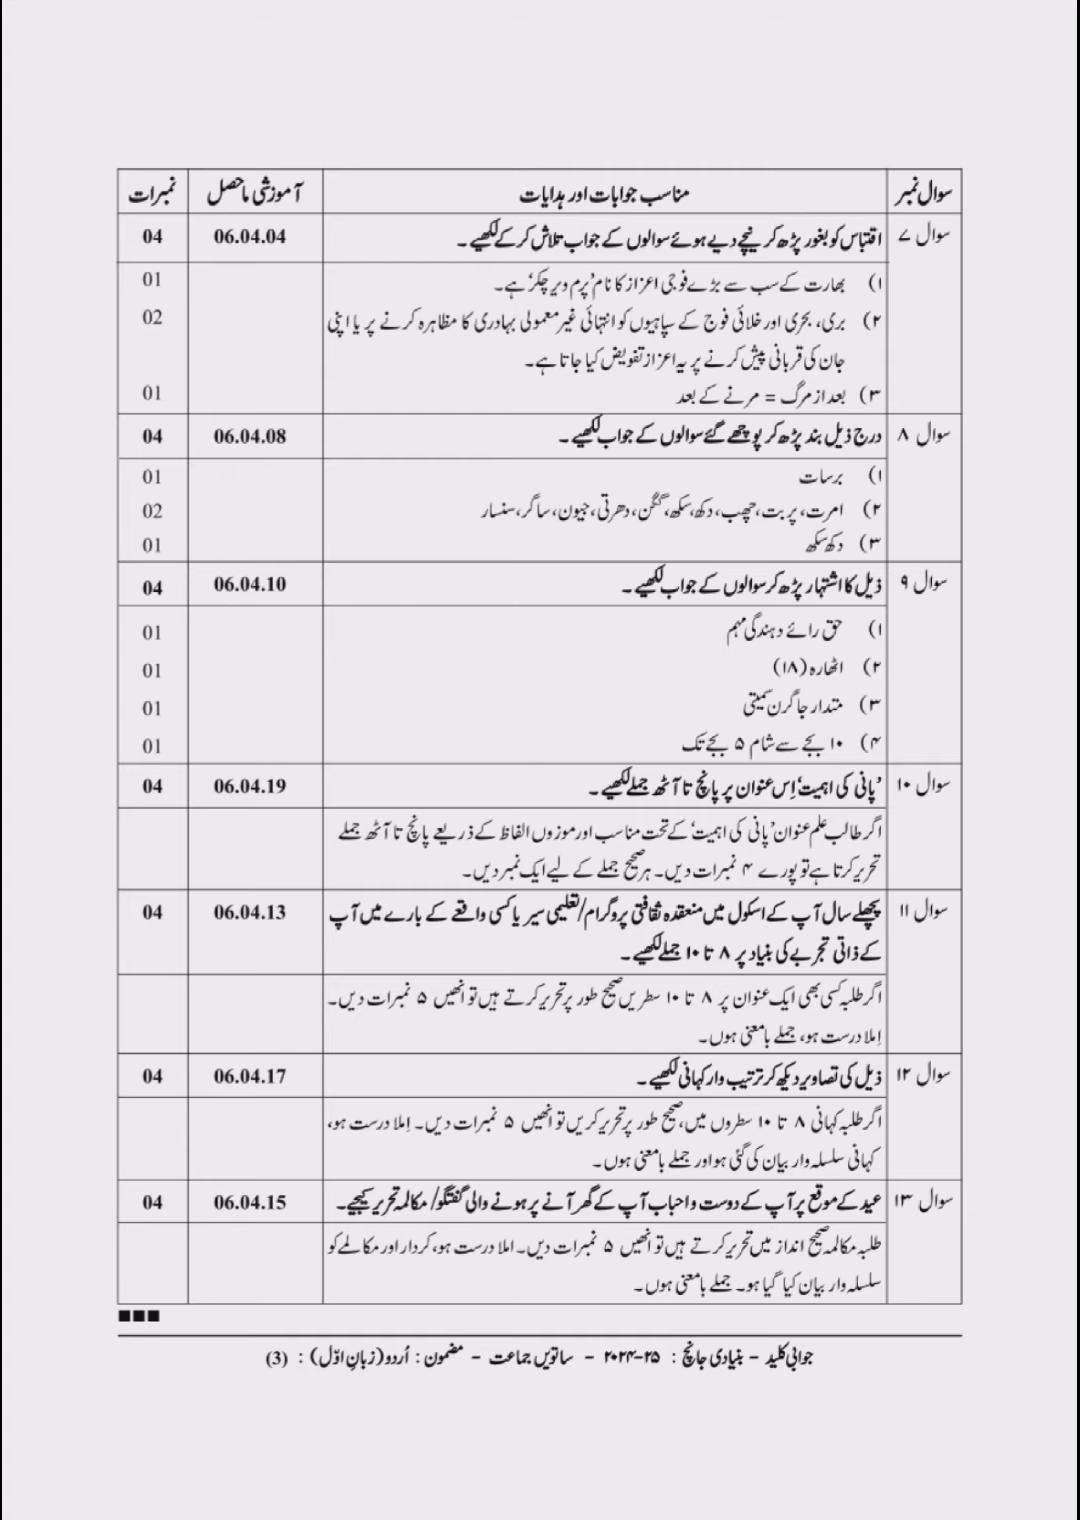 سوال نمبر	مناسب جوابات اور ہدایات	آموزشی ماحصل	نمبرات
سوال ۷	اقتباس کو بغور پڑھ کر نیچے دیے ہوئے سوالوں کے جواب تلاش کر کے لکھیے۔	06.04.04	04
۱)	بھارت کے سب سے بڑے فوجی اعزاز کا نام ’پرم ویر چکر‘ ہے۔	01
۲)	بری، بحری اور خلائی فوج کے سپاہیوں کو انتہائی غیر معمولی بہادری کا مظاہرہ کرنے پر یا اپنی	02
جان کی قربانی پیش کرنے پر یہ اعزاز تفویض کیا جاتا ہے۔
۳)	بعد از مرگ = مرنے کے بعد	01
سوال ۸	درج ذیل بند پڑھ کر پوچھے گئے سوالوں کے جواب لکھیے۔	06.04.08	04
۱)	برسات	01
۲)	امرت، پربت، چھب، دکھ، سکھ، گگن، دھرتی، جیون، ساگر، سنسار	02
۳)	دکھ سکھ	01
سوال ۹	ذیل کا اشتہار پڑھ کر سوالوں کے جواب لکھیے۔	06.04.10	04
۱)	حق رائے دہندگی مہم	01
۲)	اٹھارہ (۱۸)	01
۳)	متدار جاگرن سمیتی	01
۴)	۱۰ بجے سے شام ۵ بجے تک	01
سوال ۱۰	’پانی کی اہمیت‘ اِس عنوان پر پانچ تا آٹھ جملے لکھیے۔	06.04.19	04
اگر طالب علم عنوان ’پانی کی اہمیت‘ کے تحت مناسب اور موزوں الفاظ کے ذریعے پانچ تا آٹھ جملے
تحریر کرتا ہے تو پورے ۴ نمبرات دیں۔ ہر صحیح جملے کے لیے ایک نمبر دیں۔
سوال ۱۱	پچھلے سال آپ کے اسکول میں منعقدہ ثقافتی پروگرام/تعلیمی سیر یا کسی واقعے کے بارے میں آپ	06.04.13	04
کے ذاتی تجربے کی بنیاد پر ۸ تا ۱۰ جملے لکھیے۔
اگر طلبہ کسی بھی ایک عنوان پر ۸ تا ۱۰ سطریں صحیح طور پر تحریر کرتے ہیں تو انھیں ۵ نمبرات دیں۔
اِملا درست ہو، جملے بامعنی ہوں۔
سوال ۱۲	ذیل کی تصاویر دیکھ کر ترتیب وار کہانی لکھیے۔	06.04.17	04
اگر طلبہ کہانی ۸ تا ۱۰ سطروں میں، صحیح طور پر تحریر کریں تو انھیں ۵ نمبرات دیں۔ اِملا درست ہو،
کہانی سلسلہ وار بیان کی گئی ہو اور جملے بامعنی ہوں۔
سوال ۱۳	عید کے موقع پر آپ کے دوست و احباب آپ کے گھر آنے پر ہونے والی گفتگو/مکالمہ تحریر کیجیے۔	06.04.15	04
طلبہ مکالمہ صحیح انداز میں تحریر کرتے ہیں تو انھیں ۵ نمبرات دیں۔ املا درست ہو، کردار اور مکالمے کو
سلسلہ وار بیان کیا گیا ہو۔ جملے بامعنی ہوں۔
جوابی کلید - بنیادی جانچ : ۲۵-۲۰۲۴ - ساتویں جماعت - مضمون : اُردو (زبانِ اوّل) : (3)